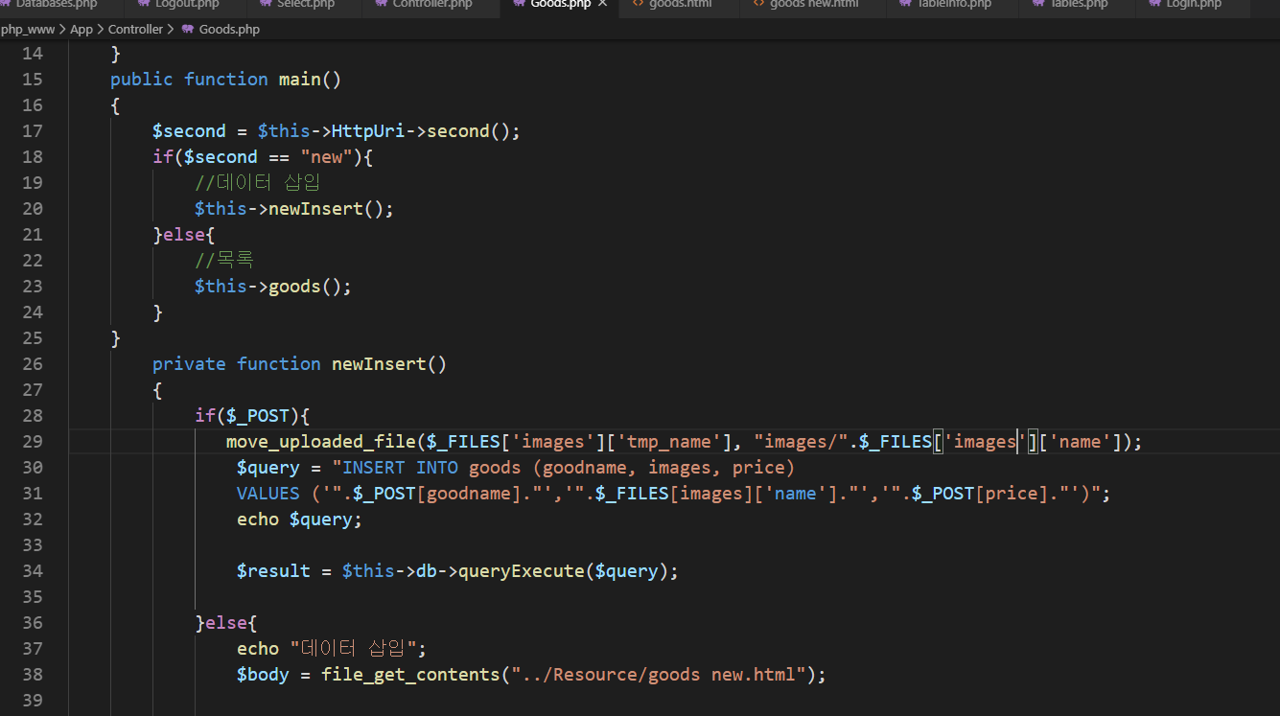 Databases.php Logout.php Select.php Controller.php Goods.php × goods.html goods new.html TableInfo.php Tables.php Login.php
php_www > App > Controller > Goods.php
14 }
15 public function main()
16 {
17 $second = $this->HttpUri->second();
18 if($second == "new"){
19 //데이터 삽입
20 $this->newInsert();
21 }else{
22 //목록
23 $this->goods();
24 }
25 }
26 private function newInsert()
27 {
28 if($_POST){
29 move_uploaded_file($_FILES['images']['tmp_name'], "images/".$_FILES['images']['name']);
30 $query = "INSERT INTO goods (goodname, images, price)
31 VALUES ('".$_POST[goodname]."','".$_FILES[images]['name']."','".$_POST[price]."')";
32 echo $query;
33
34 $result = $this->db->queryExecute($query);
35
36 }else{
37 echo "데이터 삽입";
38 $body = file_get_contents("../Resource/goods new.html");
39